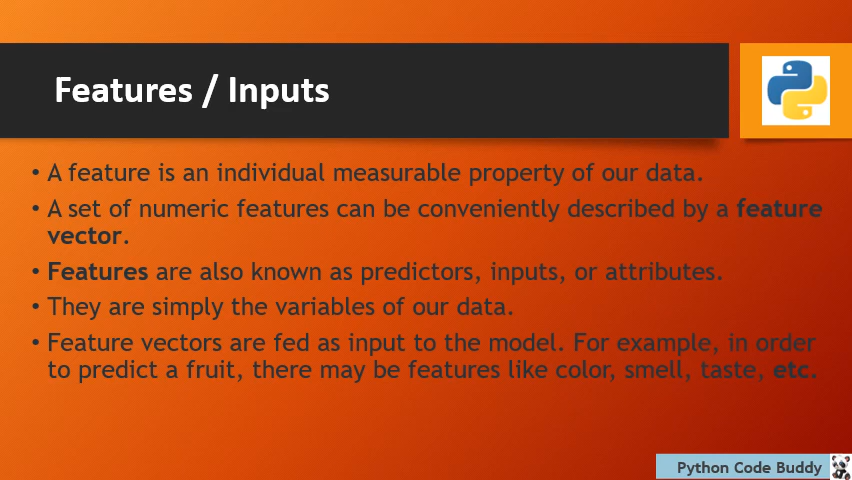 Features / Inputs
• A feature is an individual measurable property of our data.
• A set of numeric features can be conveniently described by a feature
vector.
• Features are also known as predictors, inputs, or attributes.
• They are simply the variables of our data.
• Feature vectors are fed as input to the model. For example, in order
to predict a fruit, there may be features like color, smell, taste, etc.
Python Code Buddy